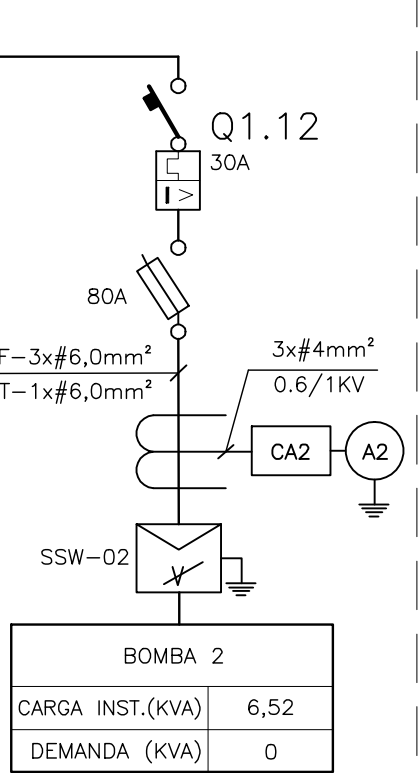 Q1.12
30A
I >
80A
F-3x#6,0mm²
T-1x#6,0mm²
3x#4mm²
0.6/1KV
CA2
A2
SSW-02
BOMBA 2
CARGA INST.(KVA) 6,52
DEMANDA (KVA) 0